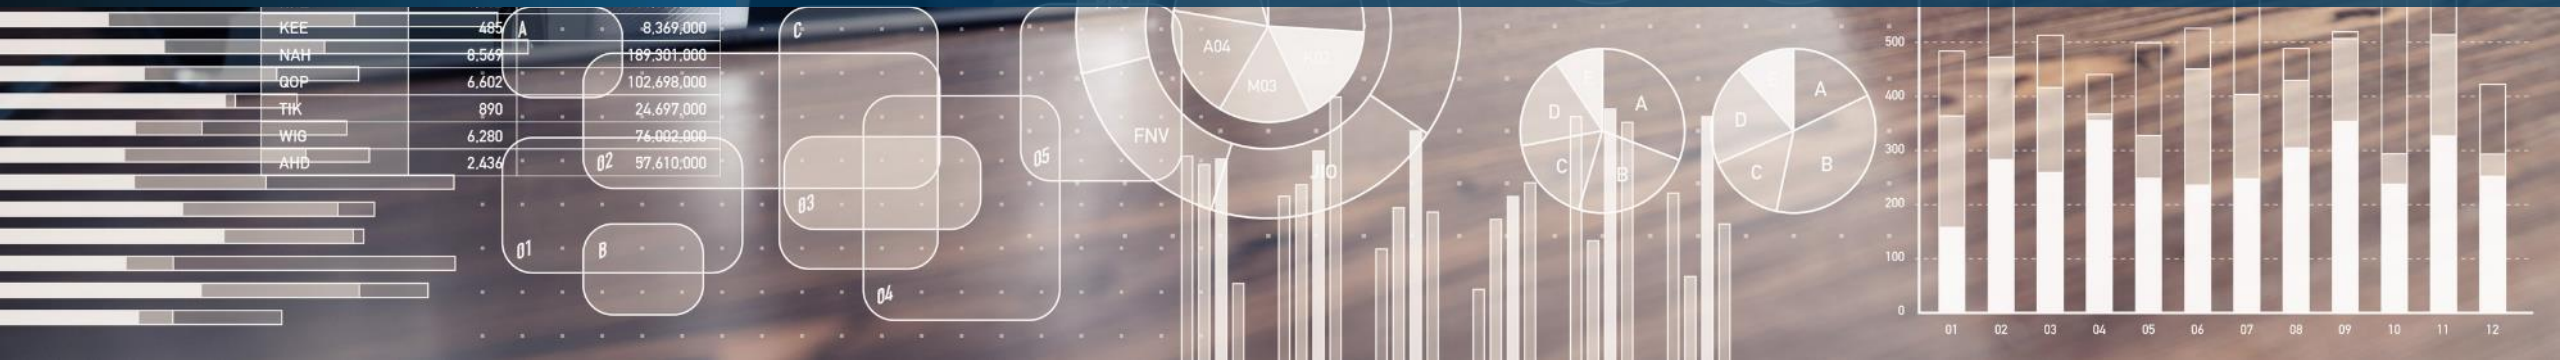 KEE 485 8,369,000
NAH 8,569 189,301,000
QOP 6,602 102,698,000
TIK 890 24,697,000
WIG 6,280 76,002,000
AHD 2,436 57,610,000
A
C
02
05
03
01
B
04
A04
M03
FNV
JIO
E
A
D
C
B
A
D
C
B
500
400
300
200
100
0
01 02 03 04 05 06 07 08 09 10 11 12